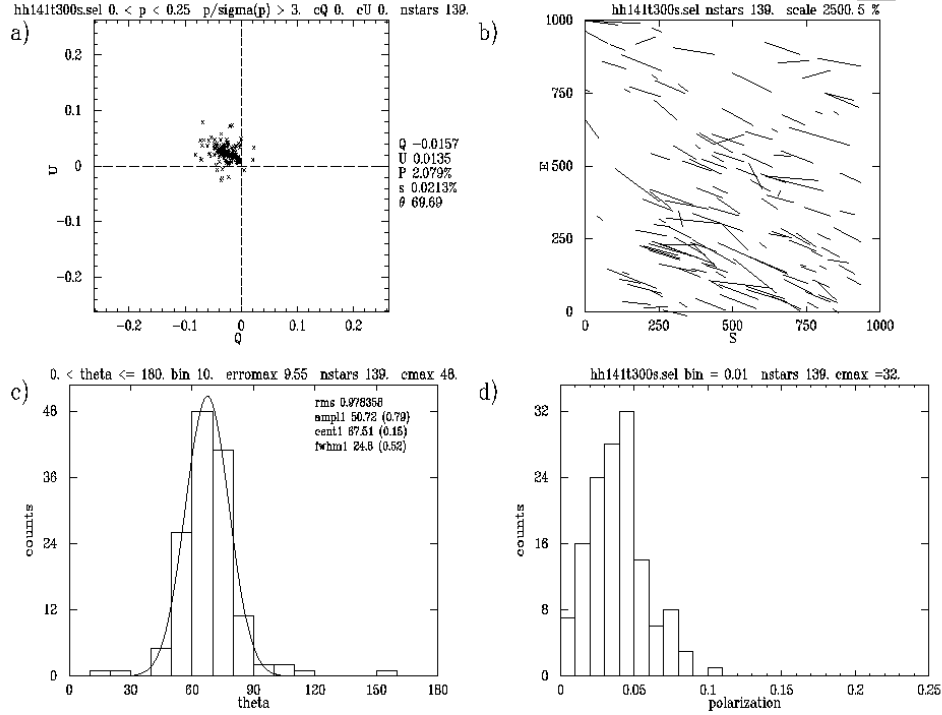 hh141t300s.sel 0. < p < 0.25 p/sigma(p) > 3. cQ 0. cU 0. nstars 139.
a)
0.2
0.1
0
-0.1
-0.2
U
-0.2 -0.1 0 0.1 0.2
Q
Q -0.0157
U 0.0135
P 2.079%
s 0.0213%
θ 69.69
hh141t300s.sel nstars 139. scale 2500. 5 %
b)
1000
750
500
250
0
E
0 250 500 750 1000
S
0. < theta <= 180. bin 10. erromax 9.55 nstars 139. cmax 48.
c)
rms 0.978358
ampl1 50.72 (0.79)
cent1 67.51 (0.15)
fwhm1 24.8 (0.52)
48
36
24
12
0
counts
0 30 60 90 120 150 180
theta
hh141t300s.sel bin = 0.01 nstars 139. cmax =32.
d)
32
24
16
8
0
counts
0 0.05 0.1 0.15 0.2 0.25
polarization